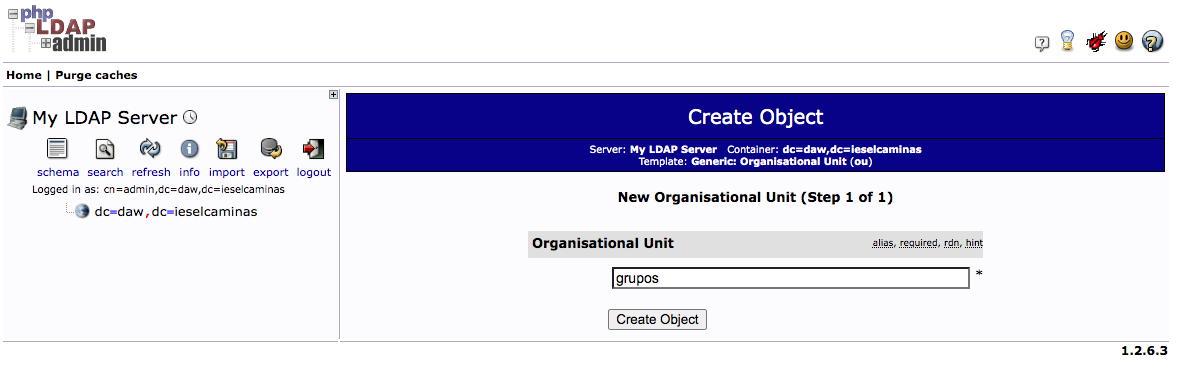 php
LDAP
admin
Home | Purge caches
My LDAP Server
schema search refresh info import export logout
Logged in as: cn=admin,dc=daw,dc=ieselcaminas
dc=daw,dc=ieselcaminas
Create Object
Server: My LDAP Server Container: dc=daw,dc=ieselcaminas
Template: Generic: Organisational Unit (ou)
New Organisational Unit (Step 1 of 1)
Organisational Unit alias, required, rdn, hint
grupos *
Create Object
1.2.6.3